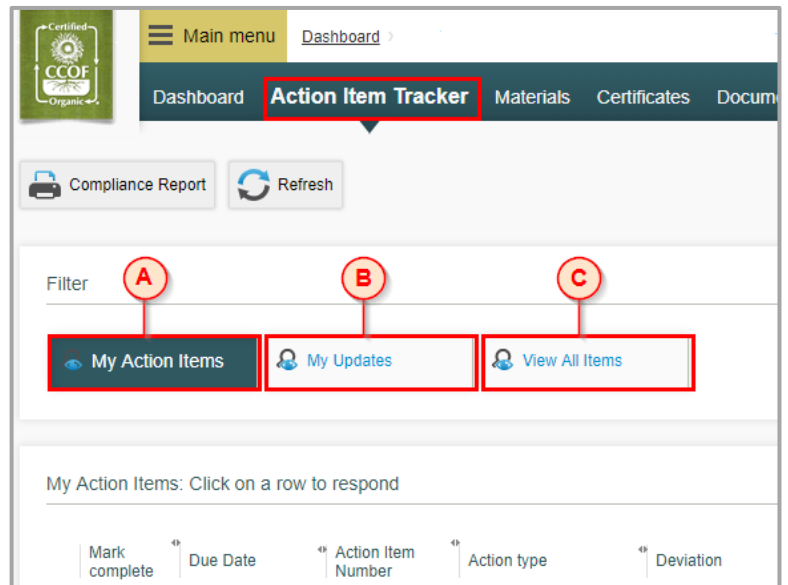 Certified
CCOF
Organic
Main menu
Dashboard
Dashboard
Action Item Tracker
Materials
Certificates
Docum
Compliance Report
Refresh
Filter
A
B
C
My Action Items
My Updates
View All Items
My Action Items: Click on a row to respond
Mark complete
Due Date
Action Item Number
Action type
Deviation